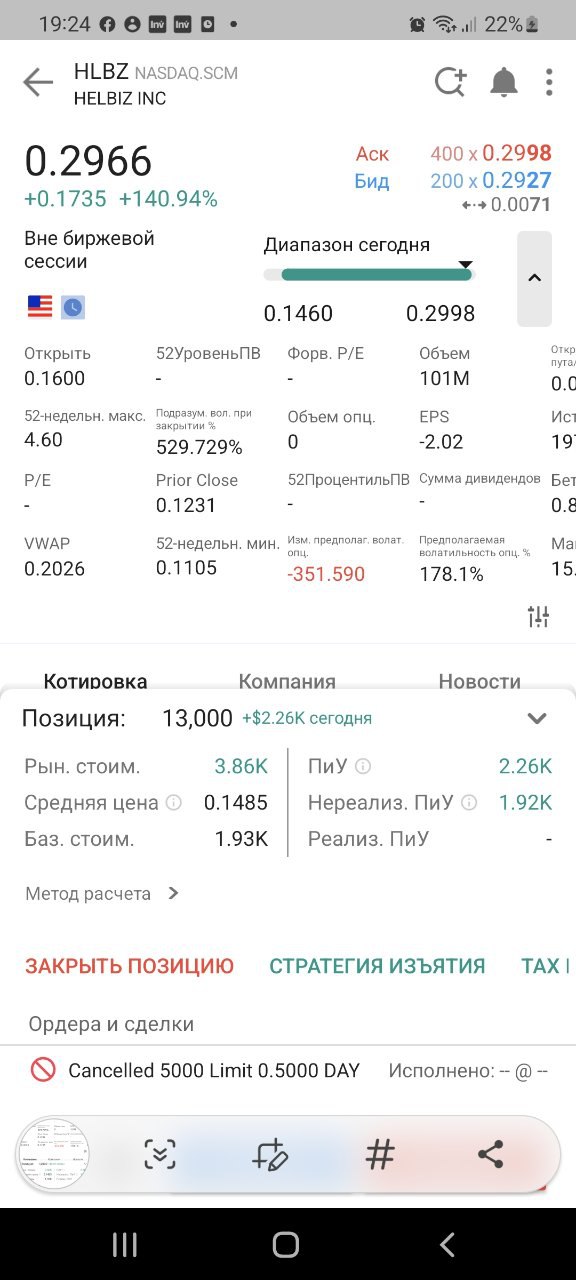 19:24 22%
HLBZ NASDAQ.SCM
HELBIZ INC
0.2966
+0.1735 +140.94%
Аск 400 x 0.2998
Бид 200 x 0.2927
0.0071
Вне биржевой
сессии
Диапазон сегодня
0.1460 0.2998
Открыть 52УровеньПВ Форв. P/E Объем Откр
пута/
0.1600 - - 101M 0.0
52-недельн. макс. Подразум. вол. при
закрытии % Объем опц. EPS Ист
4.60 529.729% 0 -2.02 19
P/E Prior Close 52ПроцентильПВ Сумма дивидендов Бет
- 0.1231 - - 0.8
VWAP 52-недельн. мин. Изм. предполаг. волат.
опц. Предполагаемая
волатильность опц. % Ма
0.2026 0.1105 -351.590 178.1% 15.
Котировка Компания Новости
Позиция: 13,000 +$2.26K сегодня
Рын. стоим. 3.86K ПиУ 2.26K
Средняя цена 0.1485 Нереализ. ПиУ 1.92K
Баз. стоим. 1.93K Реализ. ПиУ -
Метод расчета >
ЗАКРЫТЬ ПОЗИЦИЮ СТРАТЕГИЯ ИЗЪЯТИЯ TAX
Ордера и сделки
Cancelled 5000 Limit 0.5000 DAY Исполнено: -- @ --